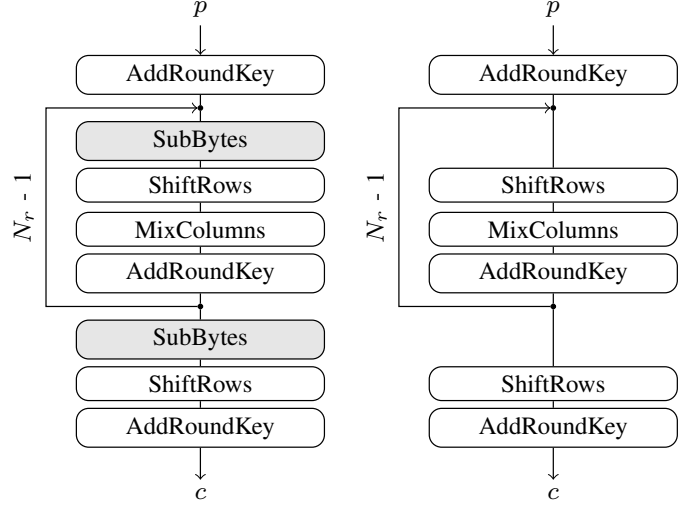 p
AddRoundKey
SubBytes
ShiftRows
MixColumns
AddRoundKey
N_r - 1
SubBytes
ShiftRows
AddRoundKey
c
p
AddRoundKey
ShiftRows
MixColumns
AddRoundKey
N_r - 1
ShiftRows
AddRoundKey
c